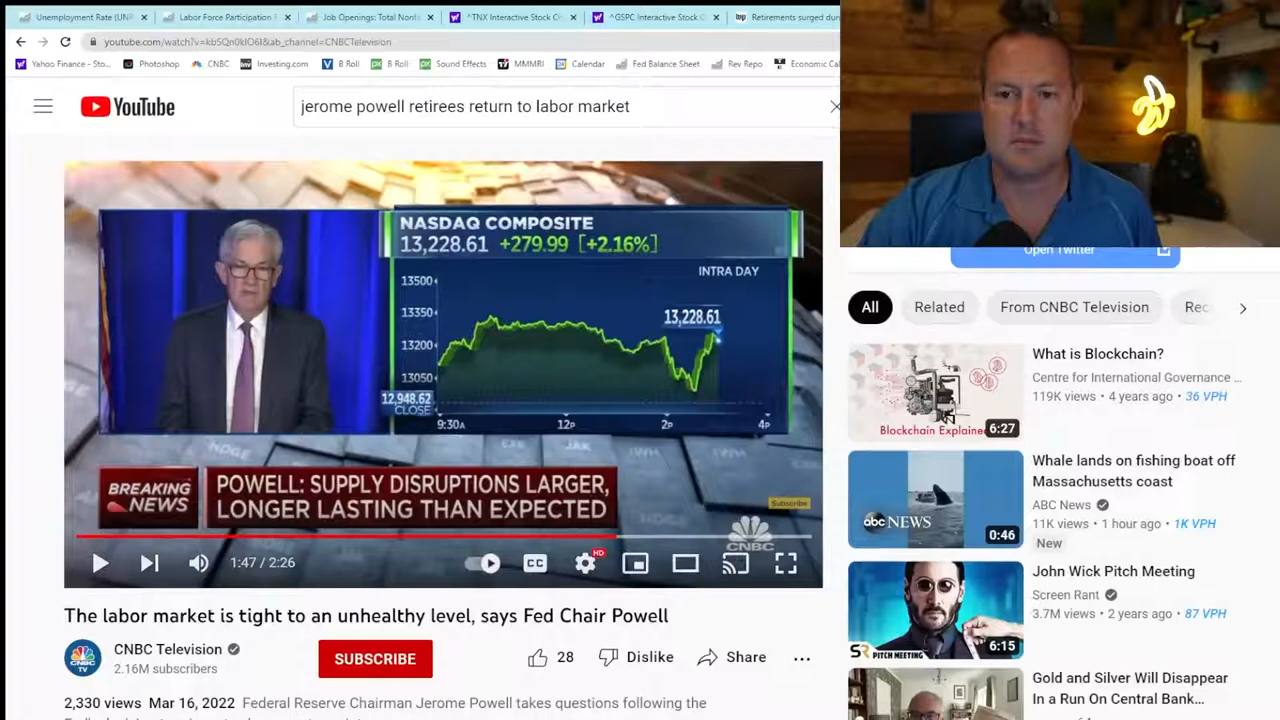 Unemployment Rate (UNR
Labor Force Participation F
Job Openings: Total Nonfa
^TNX Interactive Stock Ch
^GSPC Interactive Stock C
Retirements surged dur
youtube.com/watch?v=kb5Qn0kIO6I&ab_channel=CNBCTelevision
Yahoo Finance - Sto...
Photoshop
CNBC
Investing.com
B Roll
B Roll
Sound Effects
MMMRI
Calendar
Fed Balance Sheet
Rev Repo
Economic Cal
YouTube
jerome powell retirees return to labor market
NASDAQ COMPOSITE
13,228.61 +279.99 [+2.16%]
INTRA DAY
13500
13350
13,228.61
13200
13050
12,948.62
CLOSE
9:30A 12P 2P 4P
BREAKING
NEWS
POWELL: SUPPLY DISRUPTIONS LARGER,
LONGER LASTING THAN EXPECTED
Subscribe
CNBC
1:47 / 2:26
CC
HD
The labor market is tight to an unhealthy level, says Fed Chair Powell
CNBC Television
2.16M subscribers
SUBSCRIBE
28
Dislike
Share
2,330 views Mar 16, 2022 Federal Reserve Chairman Jerome Powell takes questions following the
Open Twitter
All
Related
From CNBC Television
Rec
Blockchain Explaine
6:27
What is Blockchain?
Centre for International Governance ...
119K views • 4 years ago • 36 VPH
abc NEWS
0:46
Whale lands on fishing boat off
Massachusetts coast
ABC News
11K views • 1 hour ago • 1K VPH
New
SR PITCH MEETING
6:15
John Wick Pitch Meeting
Screen Rant
3.7M views • 2 years ago • 87 VPH
Gold and Silver Will Disappear
In a Run On Central Bank...